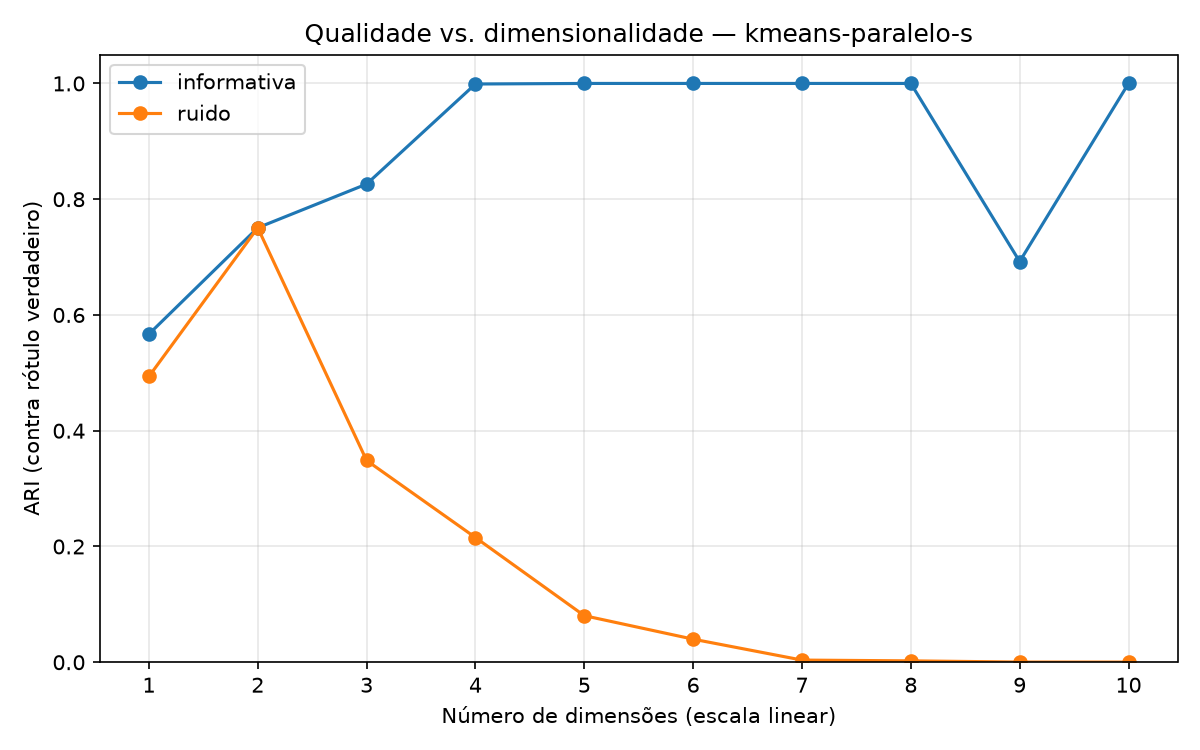 Qualidade vs. dimensionalidade — kmeans-paralelo-s
informativa
ruido
ARI (contra rótulo verdadeiro)
1.0
0.8
0.6
0.4
0.2
0.0
1 2 3 4 5 6 7 8 9 10
Número de dimensões (escala linear)